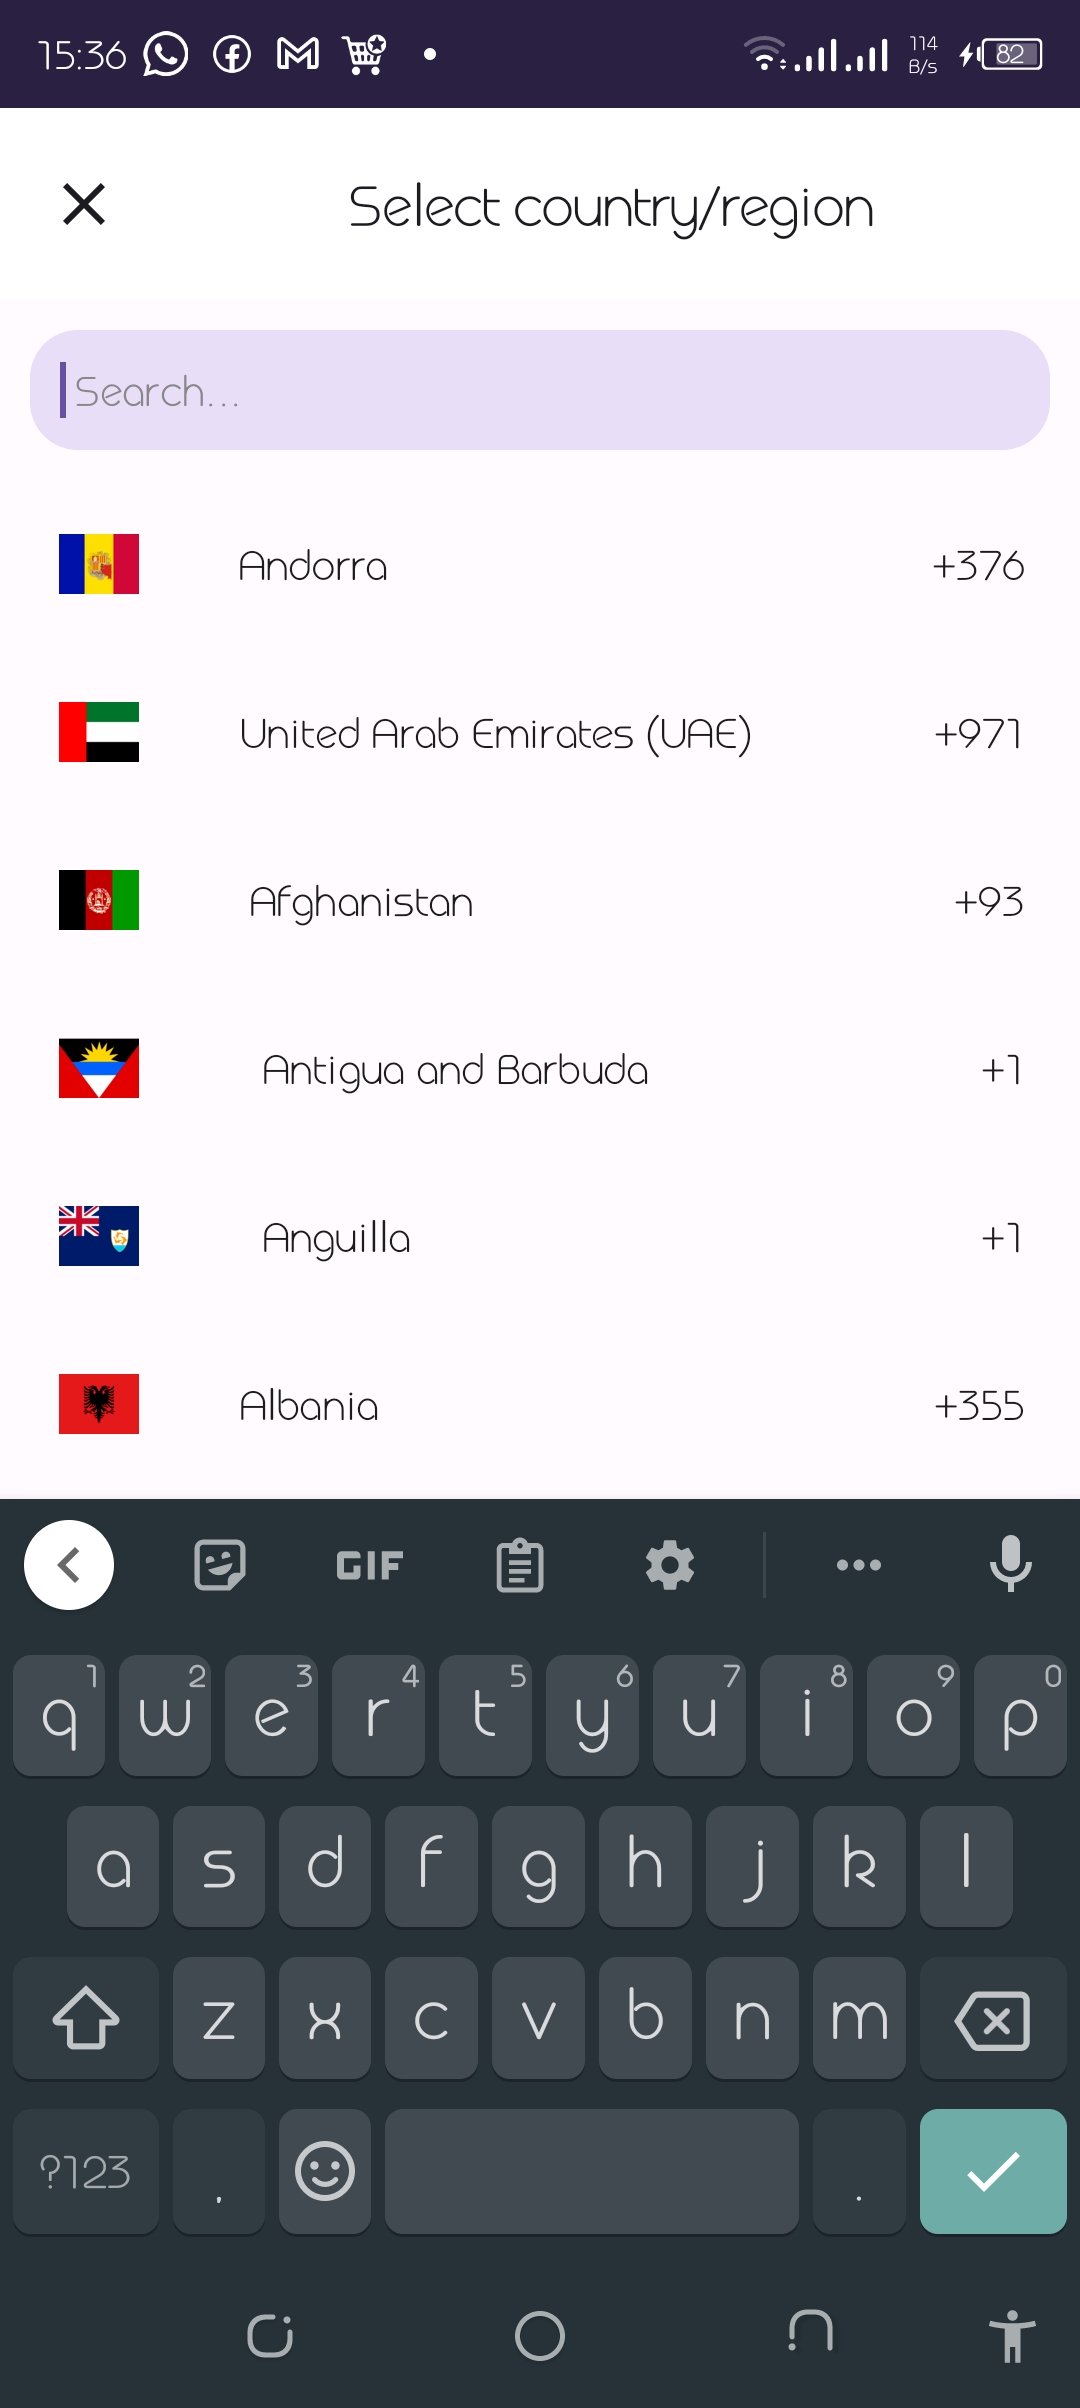 15:36
114
B/s
82
Select country/region
Search...
Andorra +376
United Arab Emirates (UAE) +971
Afghanistan +93
Antigua and Barbuda +1
Anguilla +1
Albania +355
GIF
1 2 3 4 5 6 7 8 9 0
q w e r t y u i o p
a s d f g h j k l
z x c v b n m
?123 , .